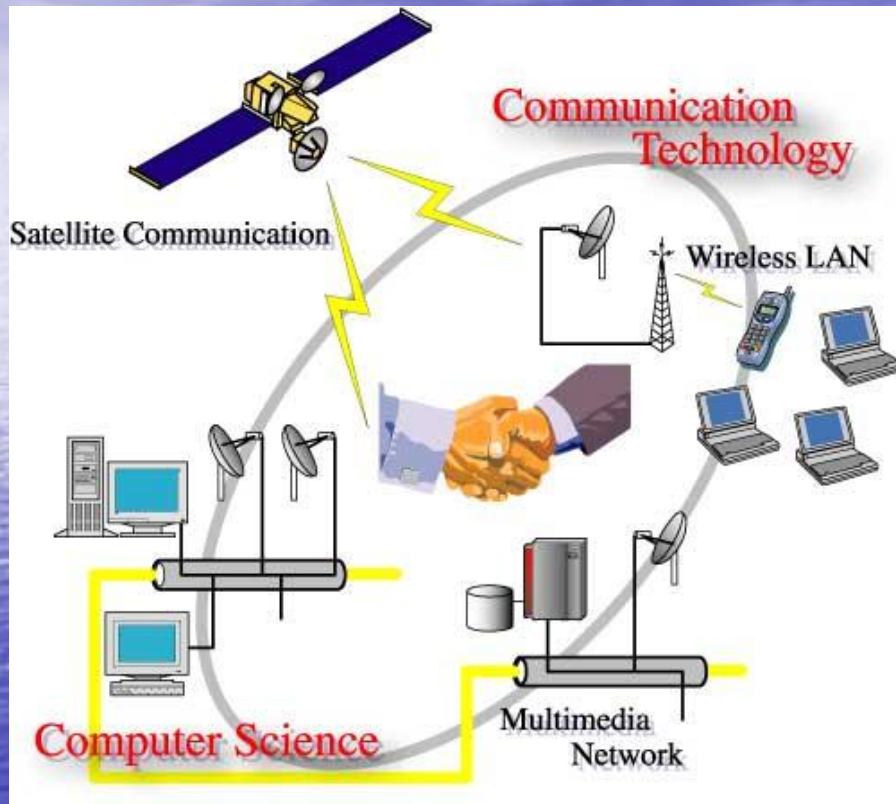 Communication
Technology
Satellite Communication
Wireless LAN
Computer Science
Multimedia
Network